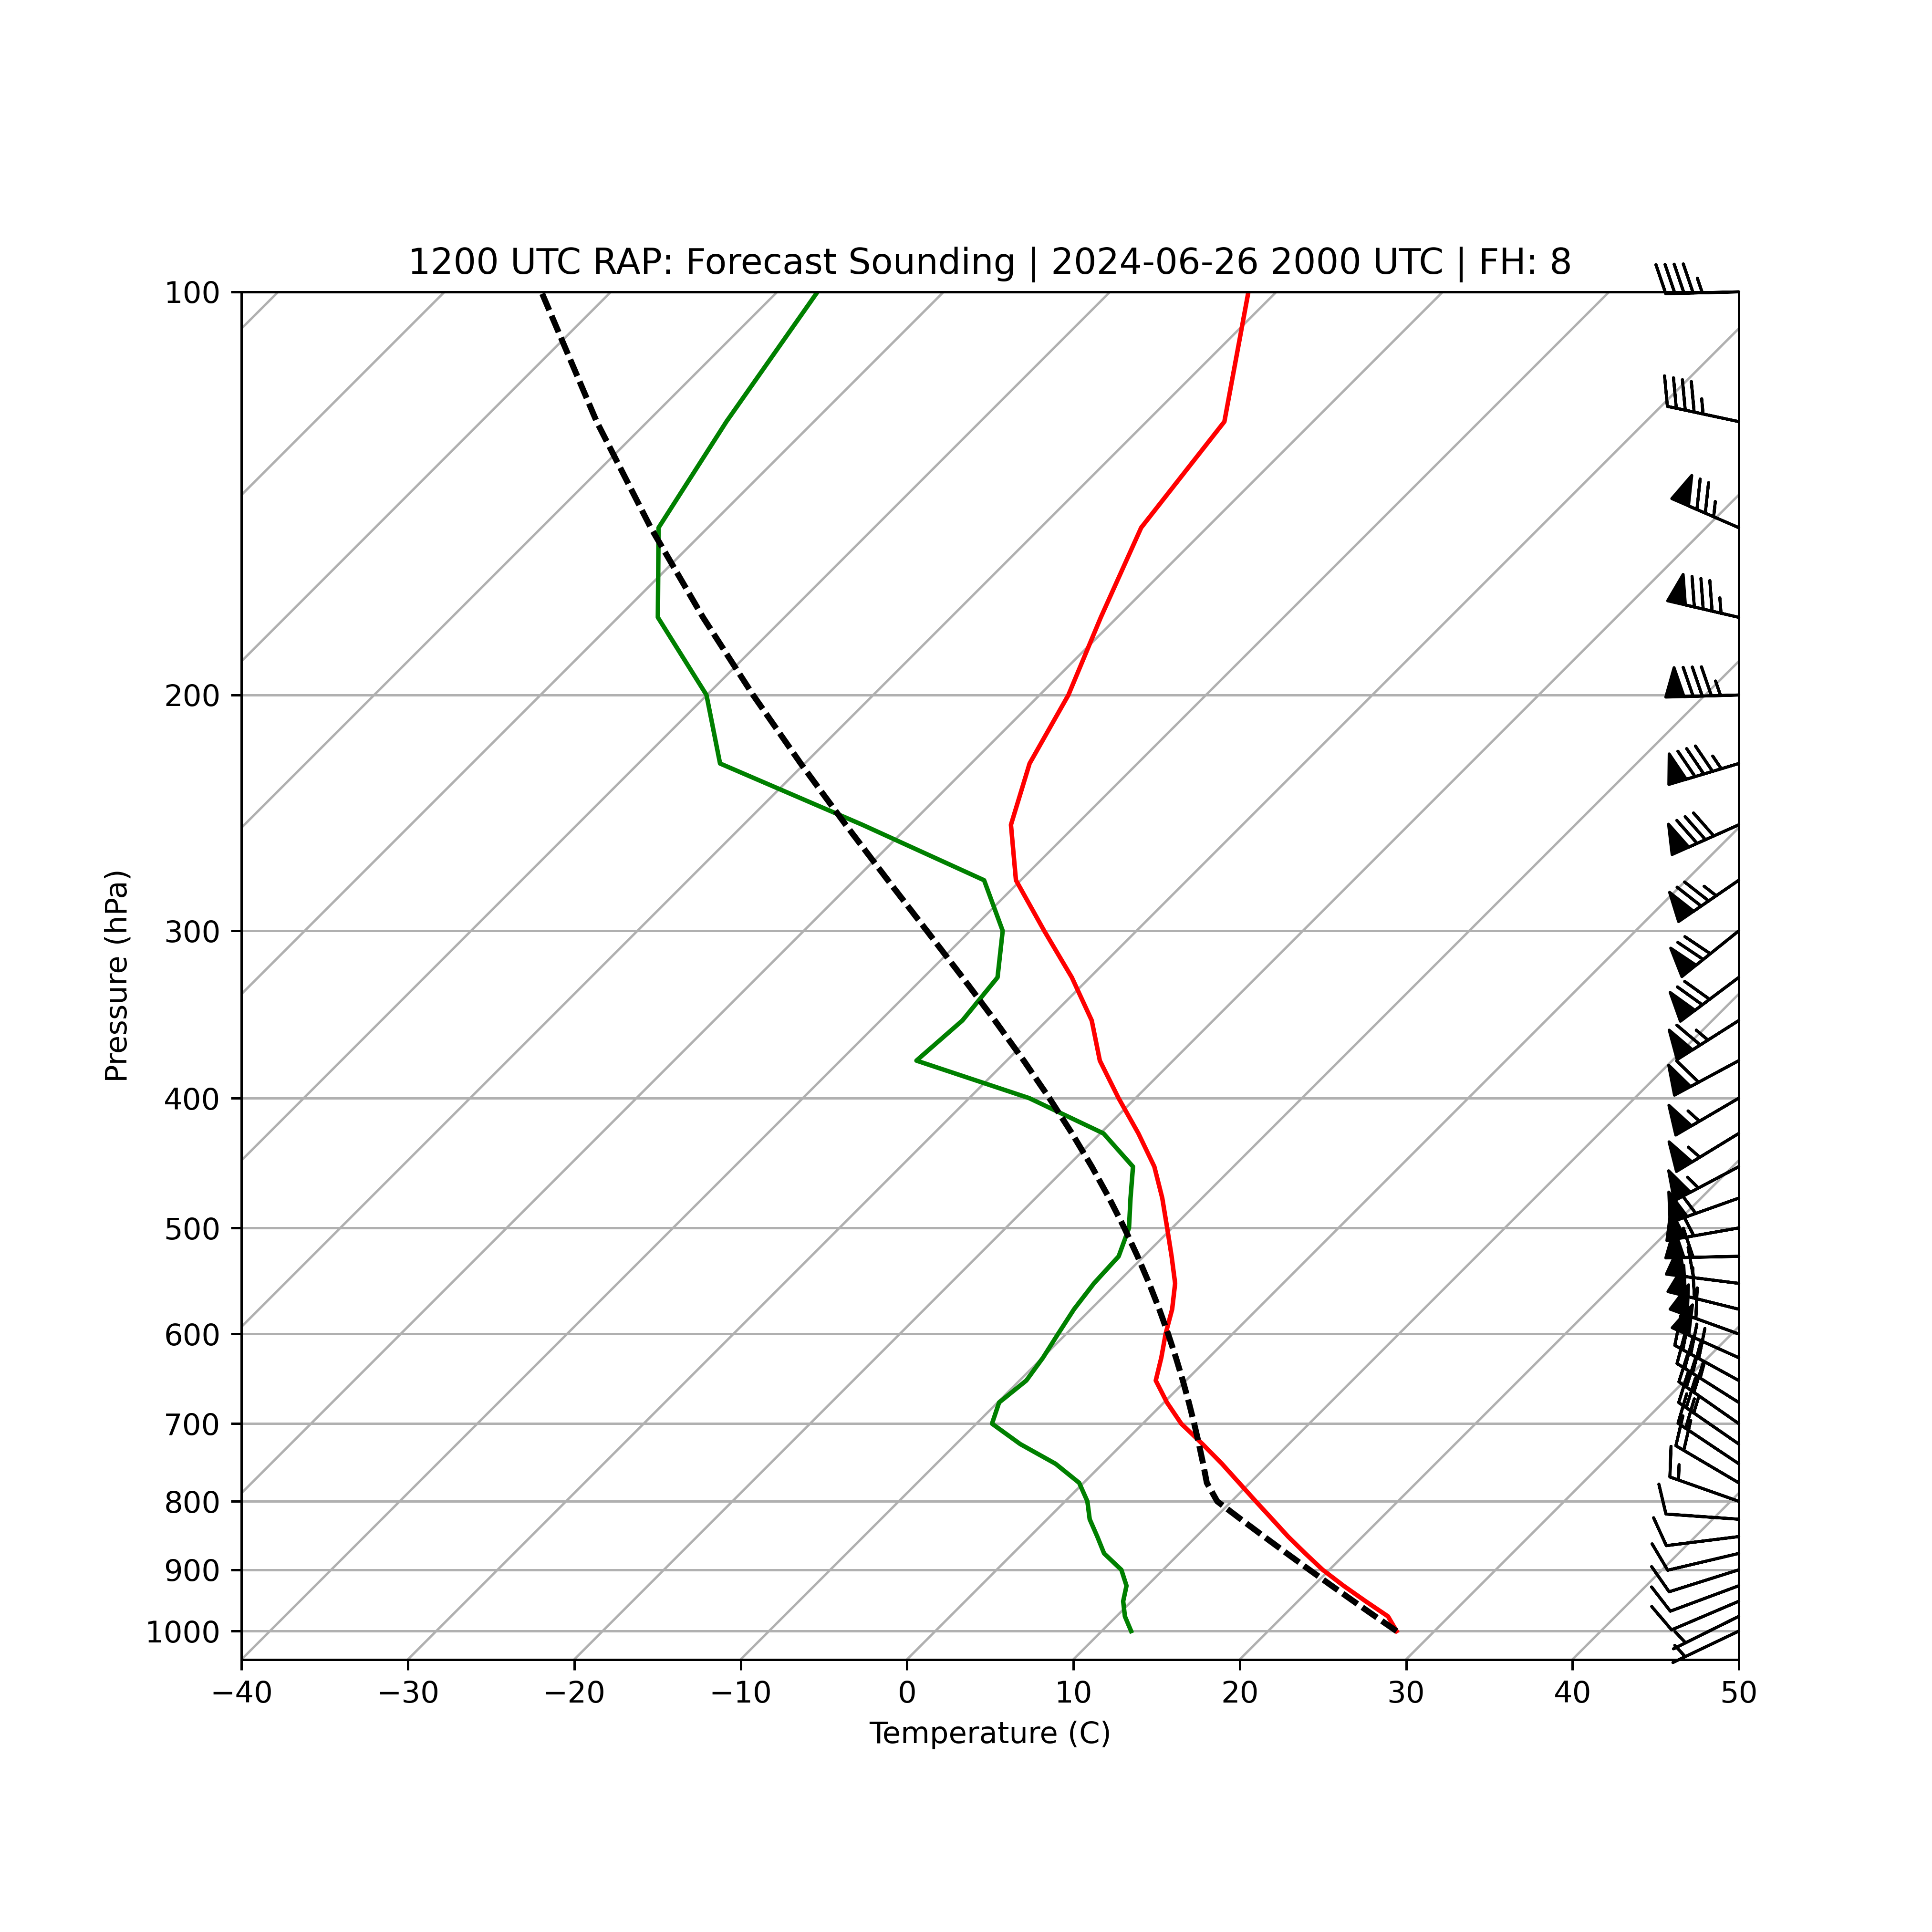 1200 UTC RAP: Forecast Sounding | 2024-06-26 2000 UTC | FH: 8
100
200
300
400
500
600
700
800
900
1000
Pressure (hPa)
−40 −30 −20 −10 0 10 20 30 40 50
Temperature (C)